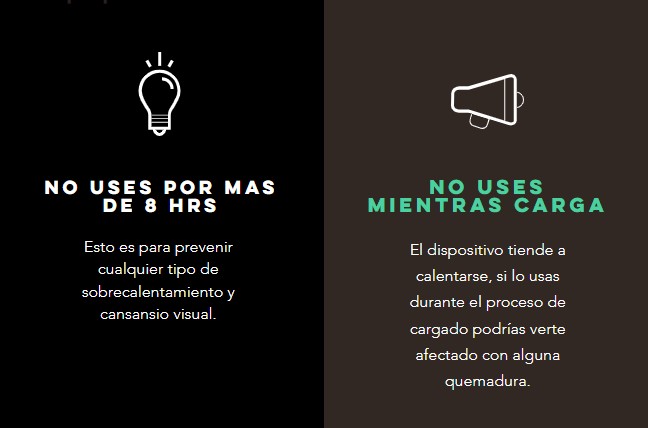 NO USES POR MAS
DE 8 HRS
Esto es para prevenir
cualquier tipo de
sobrecalentamiento y
cansansio visual.
NO USES
MIENTRAS CARGA
El dispositivo tiende a
calentarse, si lo usas
durante el proceso de
cargado podrías verte
afectado con alguna
quemadura.